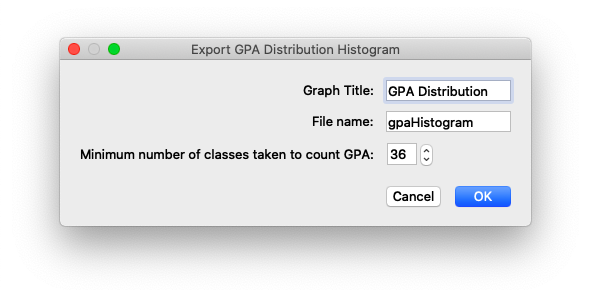 Export GPA Distribution Histogram
Graph Title: GPA Distribution
File name: gpaHistogram
Minimum number of classes taken to count GPA: 36
Cancel OK